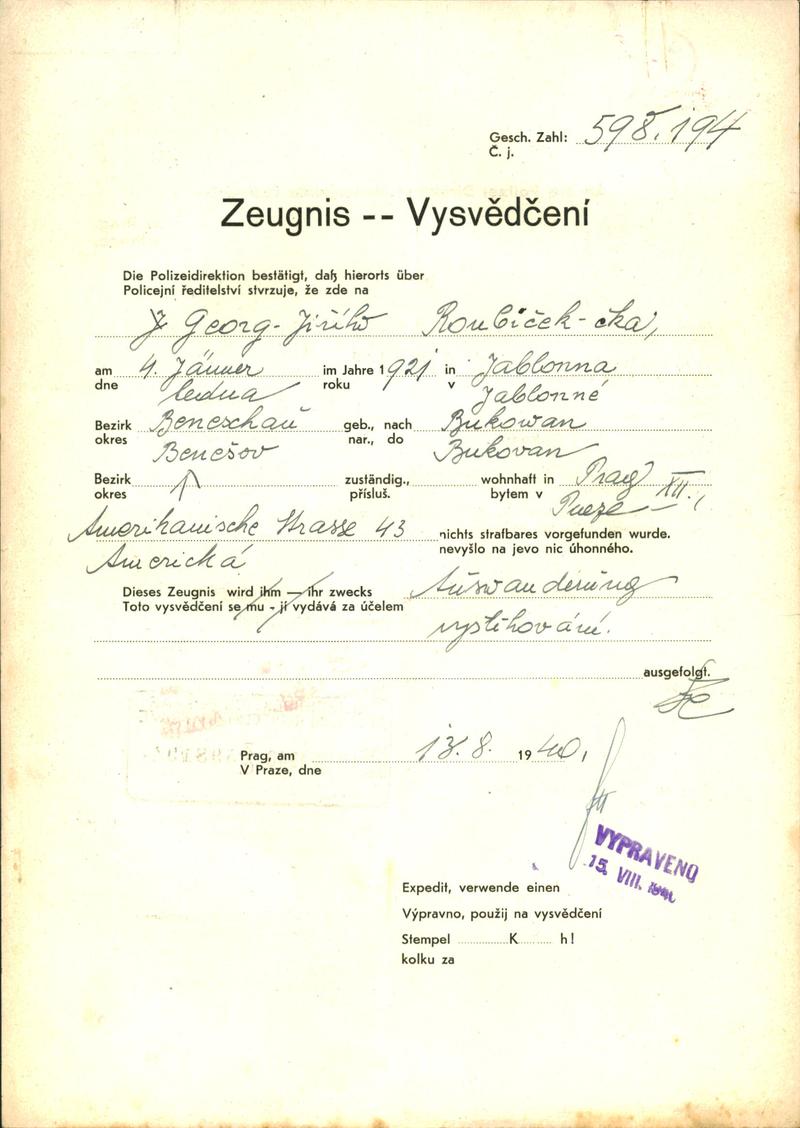 Gesch. Zahl: 598.194
Č. j.
Zeugnis -- Vysvědčení
Die Polizeidirektion bestätigt, daß hierorts über
Policejní ředitelství stvrzuje, že zde na
Georg-Jiřího Roubíček-čka,
am 4. Jänner im Jahre 1921 in Jablonna
dne ledna roku v Jablonné
Bezirk Beneschau geb., nach Bukowan
okres Benešov nar., do Bukovan
Bezirk zuständig., wohnhaft in Prag XII.,
okres přísluš. bytem v Praze
Amerikanische Strasse 43 nichts strafbares vorgefunden wurde.
Americká nevyšlo na jevo nic úhonného.
Dieses Zeugnis wird ihm — ihr zwecks Auswanderung
Toto vysvědčení se mu - jí vydává za účelem vystěhování.
ausgefolgt.
Prag, am 13.8. 1940,
V Praze, dne
VYPRAVENO
15. VIII. 1940
Expedit, verwende einen
Výpravno, použij na vysvědčení
Stempel K h!
kolku za